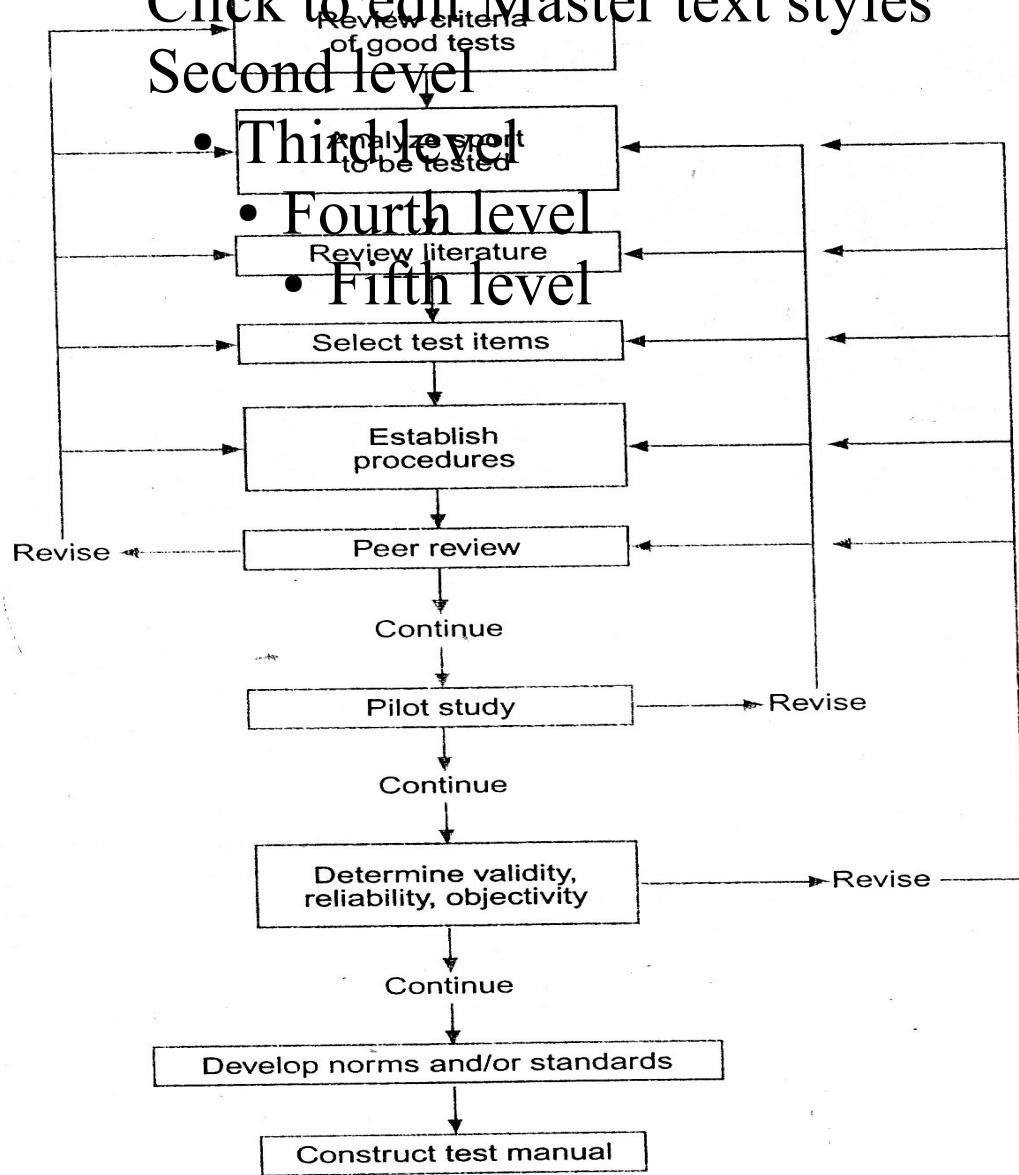 Click to edit Master text styles
Review criteria
of good tests
Second level
• Third level
Analyze sport
to be tested
• Fourth level
Review literature
• Fifth level
Select test items
Establish
procedures
Revise
Peer review
Continue
Pilot study
Revise
Continue
Determine validity,
reliability, objectivity
Revise
Continue
Develop norms and/or standards
Construct test manual